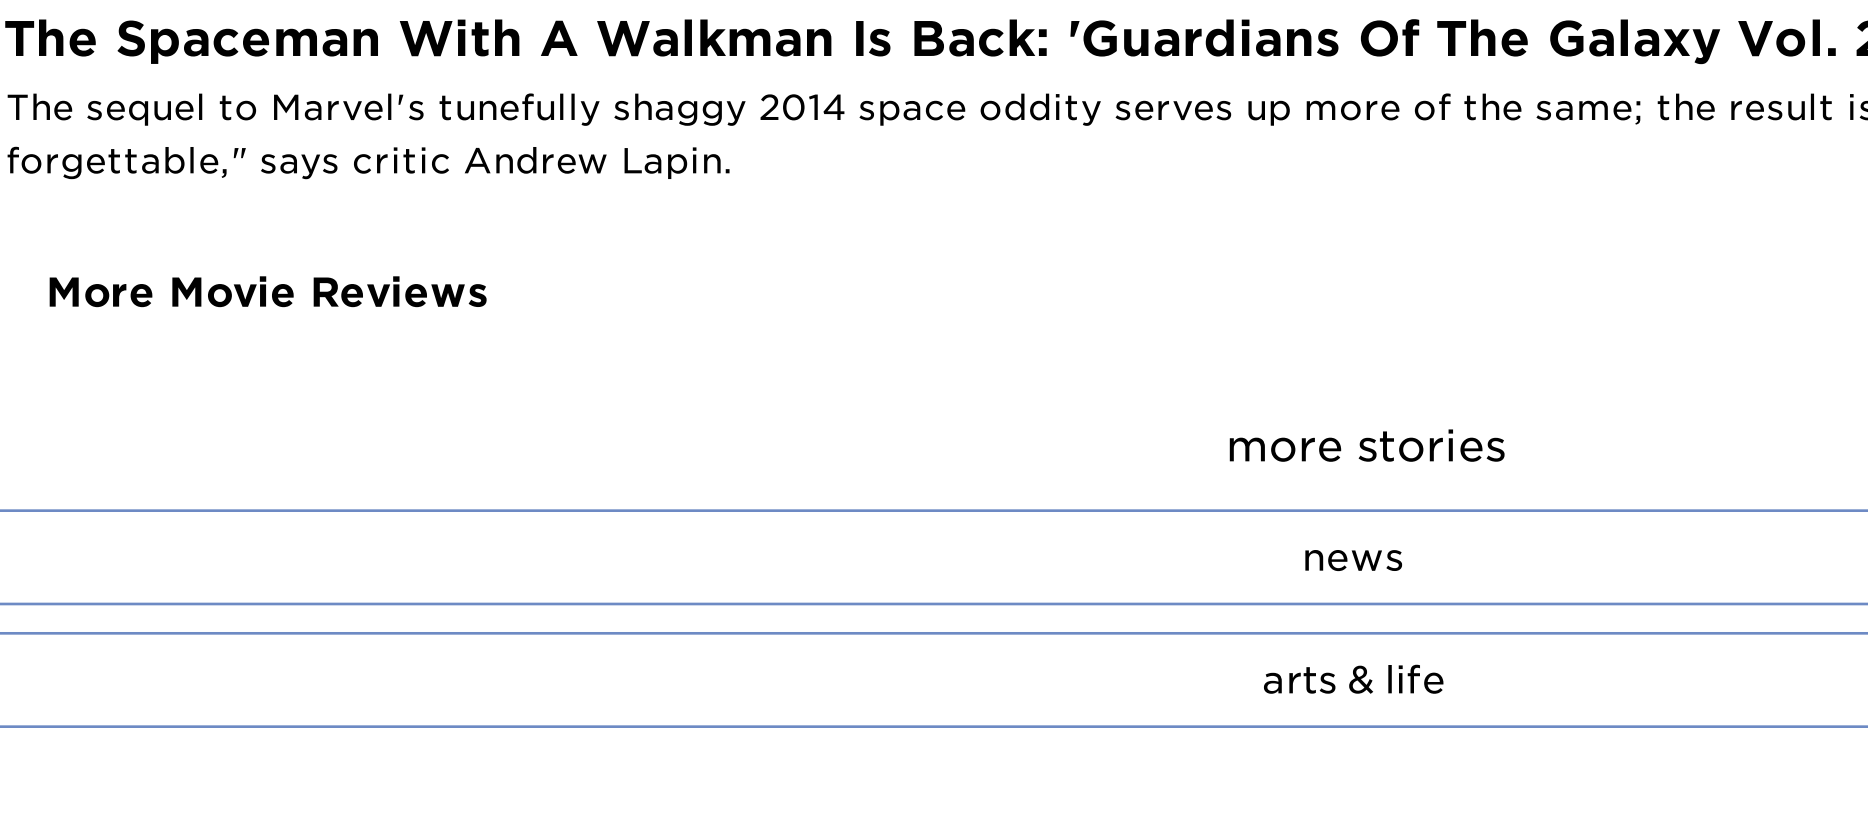 The Spaceman With A Walkman Is Back: 'Guardians Of The Galaxy Vol. 2
The sequel to Marvel's tunefully shaggy 2014 space oddity serves up more of the same; the result is
forgettable," says critic Andrew Lapin.
More Movie Reviews
more stories
news
arts & life